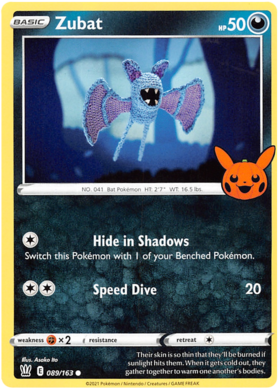 BASIC
Zubat
HP50
NO. 041 Bat Pokémon HT: 2'7" WT: 16.5 lbs.
Hide in Shadows
Switch this Pokémon with 1 of your Benched Pokémon.
Speed Dive 20
weakness ×2 resistance retreat
Illus. Asako Ito
E 089/163
Their skin is so thin that they'll be burned if
sunlight hits them. When it gets cold out, they
gather together to warm one another's bodies.
©2021 Pokémon / Nintendo / Creatures / GAME FREAK